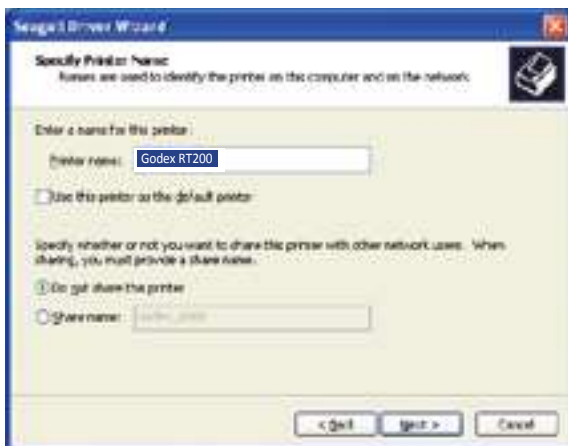 Seagull Driver Wizard
Specify Printer Name
Names are used to identify the printer on this computer and on the network.
Enter a name for this printer.
Printer name: Godex RT200
Use this printer as the default printer
Specify whether or not you want to share this printer with other network users. When
sharing, you must provide a share name.
Do not share this printer
Share name:
< Back Next > Cancel